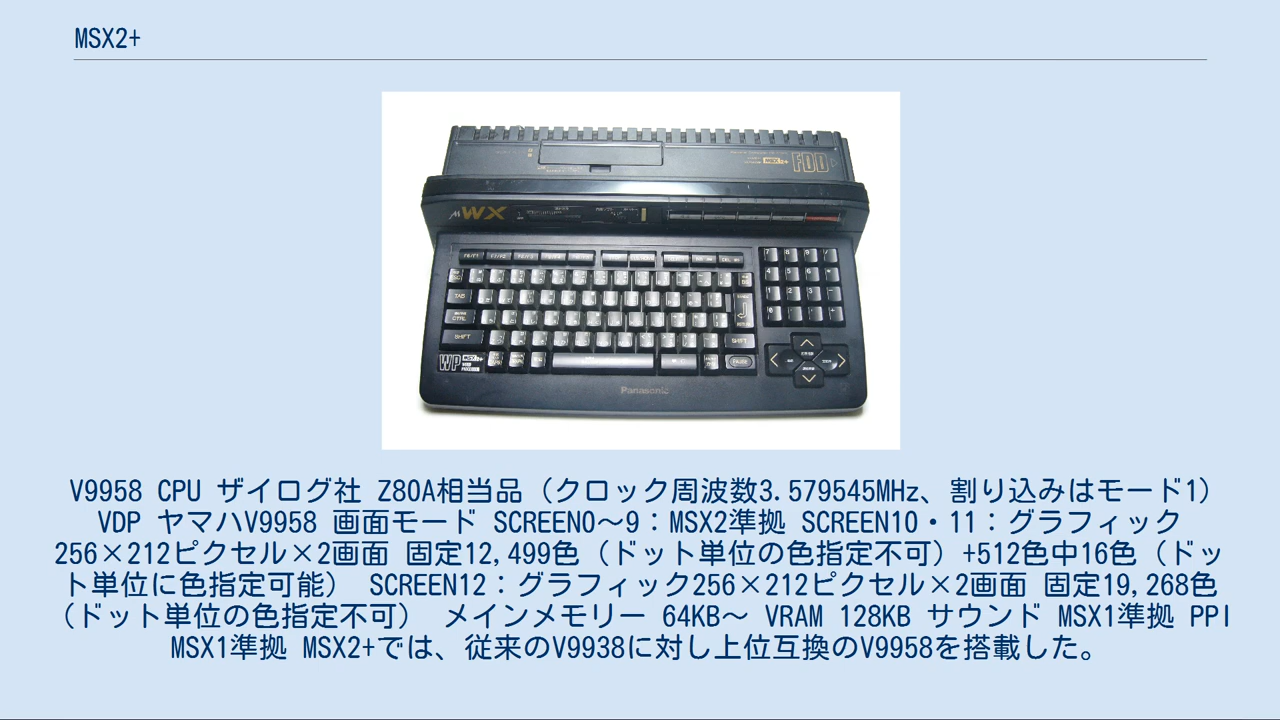 MSX2+
FDD
WX
TAB
CTRL
SHIFT
SHIFT
WP
PAUSE
Panasonic
V9958 CPU ザイログ社 Z80A相当品（クロック周波数3.579545MHz、割り込みはモード1）
VDP ヤマハV9958 画面モード SCREEN0～9：MSX2準拠 SCREEN10・11：グラフィック
256×212ピクセル×2画面 固定12,499色（ドット単位の色指定不可）+512色中16色（ドッ
ト単位に色指定可能） SCREEN12：グラフィック256×212ピクセル×2画面 固定19,268色
（ドット単位の色指定不可） メインメモリー 64KB～ VRAM 128KB サウンド MSX1準拠 PPI
MSX1準拠 MSX2+では、従来のV9938に対し上位互換のV9958を搭載した。